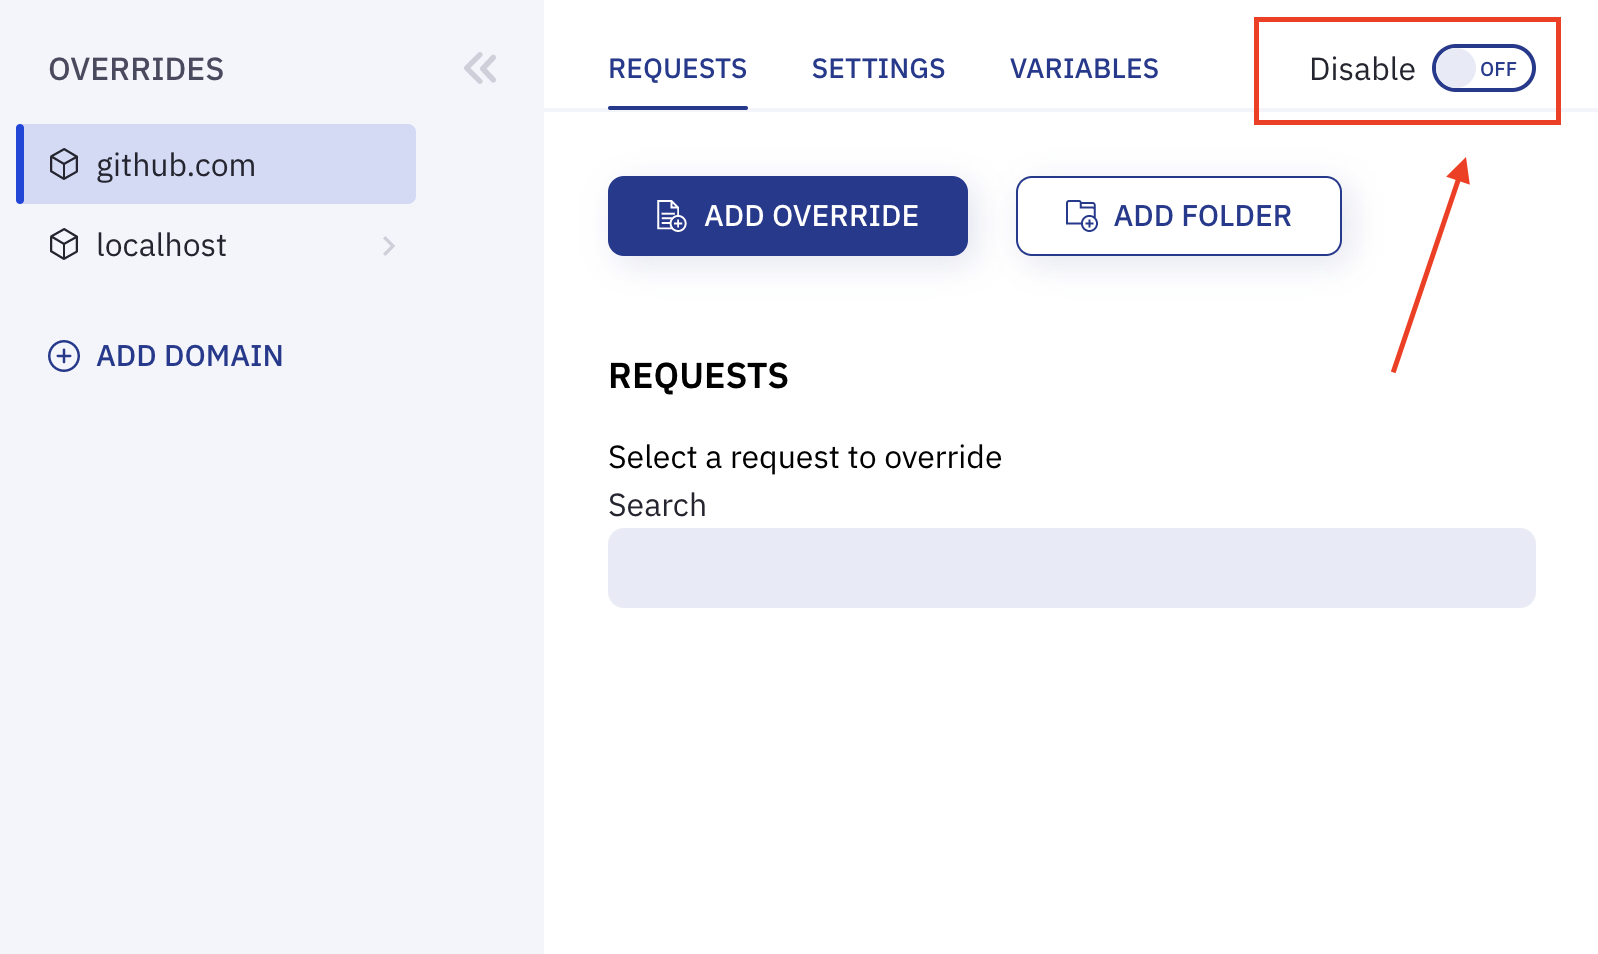 OVERRIDES
github.com
localhost
ADD DOMAIN
REQUESTS SETTINGS VARIABLES Disable OFF
ADD OVERRIDE ADD FOLDER
REQUESTS
Select a request to override
Search